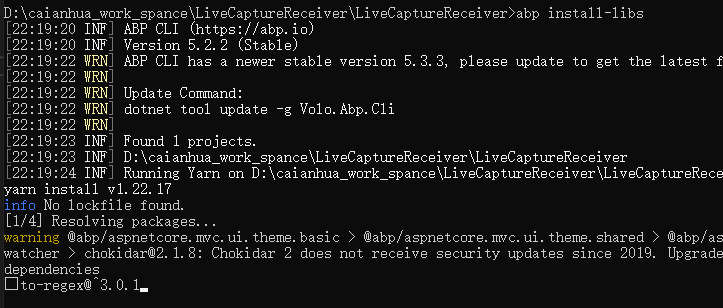 D:\caianhua_work_spance\LiveCaptureReceiver\LiveCaptureReceiver>abp install-libs
[22:19:20 INF] ABP CLI (https://abp.io)
[22:19:20 INF] Version 5.2.2 (Stable)
[22:19:22 WRN] ABP CLI has a newer stable version 5.3.3, please update to get the latest f
[22:19:22 WRN]
[22:19:22 WRN] Update Command:
[22:19:22 WRN] dotnet tool update -g Volo.Abp.Cli
[22:19:22 WRN]
[22:19:23 INF] Found 1 projects.
[22:19:23 INF] D:\caianhua_work_spance\LiveCaptureReceiver\LiveCaptureReceiver
[22:19:24 INF] Running Yarn on D:\caianhua_work_spance\LiveCaptureReceiver\LiveCaptureRece
yarn install v1.22.17
info No lockfile found.
[1/4] Resolving packages...
warning @abp/aspnetcore.mvc.ui.theme.basic > @abp/aspnetcore.mvc.ui.theme.shared > @abp/as
watcher > chokidar@2.1.8: Chokidar 2 does not receive security updates since 2019. Upgrade
dependencies
□to-regex@^3.0.1